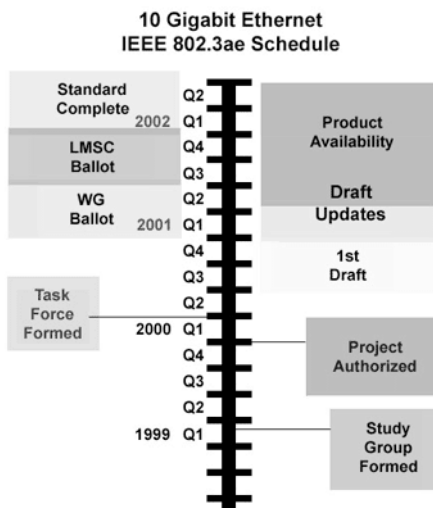 10 Gigabit Ethernet
IEEE 802.3ae Schedule
Standard
Complete
2002
LMSC
Ballot
WG
Ballot
2001
Task
Force
Formed
2000
1999
Q2
Q1
Q4
Q3
Q2
Q1
Q4
Q3
Q2
Q1
Q4
Q3
Q2
Q1
Product
Availability
Draft
Updates
1st
Draft
Project
Authorized
Study
Group
Formed